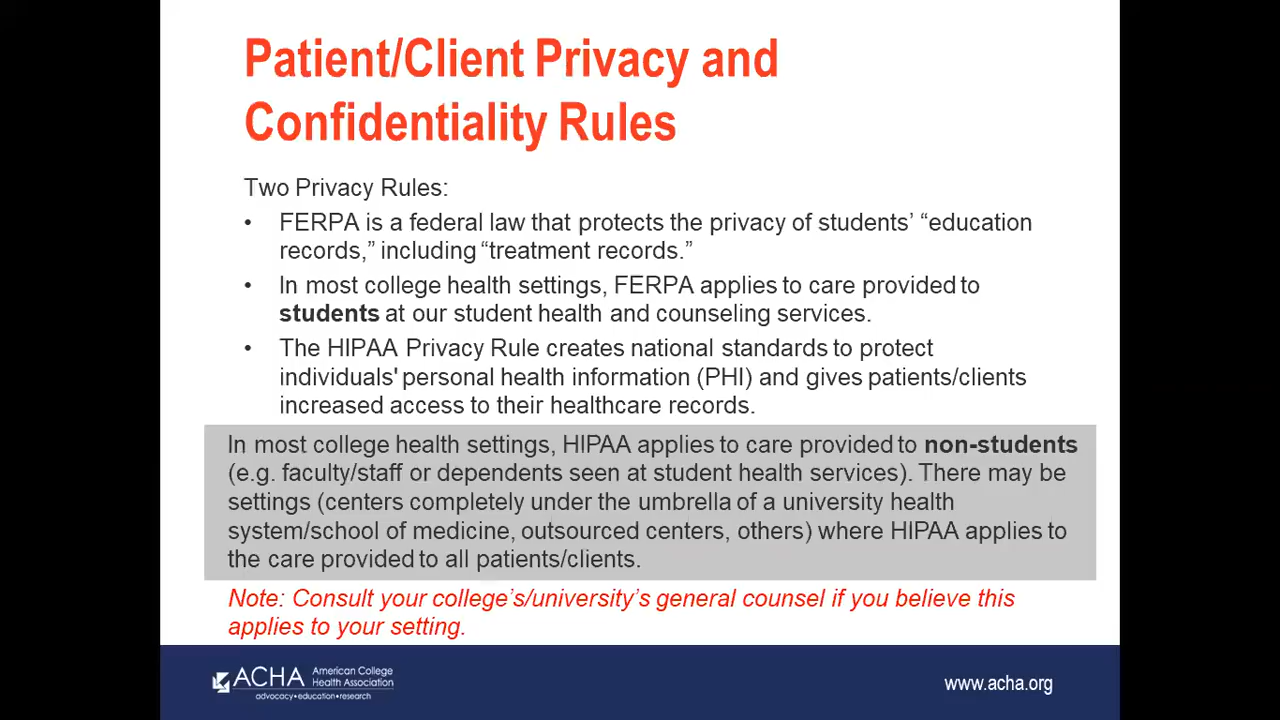 Patient/Client Privacy and
Confidentiality Rules
Two Privacy Rules:
• FERPA is a federal law that protects the privacy of students’ “education
records,” including “treatment records.”
• In most college health settings, FERPA applies to care provided to
students at our student health and counseling services.
• The HIPAA Privacy Rule creates national standards to protect
individuals' personal health information (PHI) and gives patients/clients
increased access to their healthcare records.
In most college health settings, HIPAA applies to care provided to non-students
(e.g. faculty/staff or dependents seen at student health services). There may be
settings (centers completely under the umbrella of a university health
system/school of medicine, outsourced centers, others) where HIPAA applies to
the care provided to all patients/clients.
Note: Consult your college’s/university’s general counsel if you believe this
applies to your setting.
ACHA
American College
Health Association
advocacy•education•research
www.acha.org